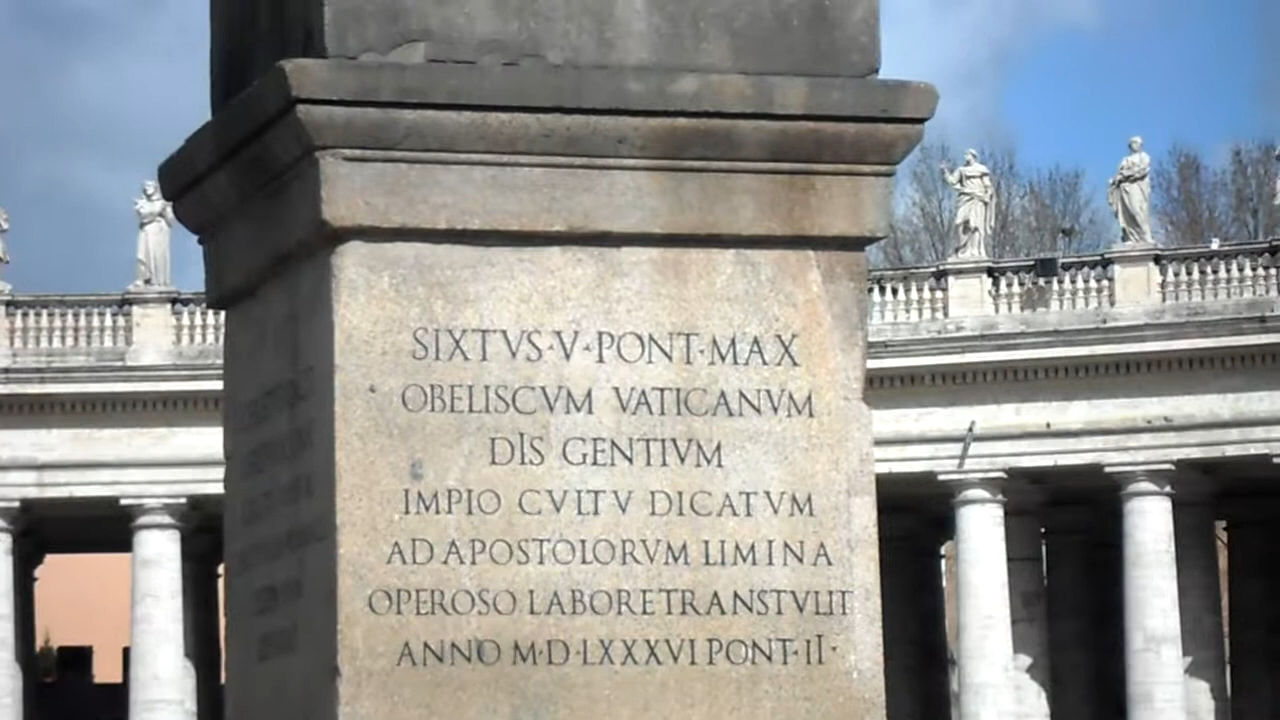 SIXTVS·V·PONT·MAX
OBELISCVM VATICANVM
DIS GENTIVM
IMPIO CVLTV DICATVM
AD APOSTOLORVM LIMINA
OPEROSO LABORE TRANSTVLIT
ANNO M·D·LXXXVI PONT·II·